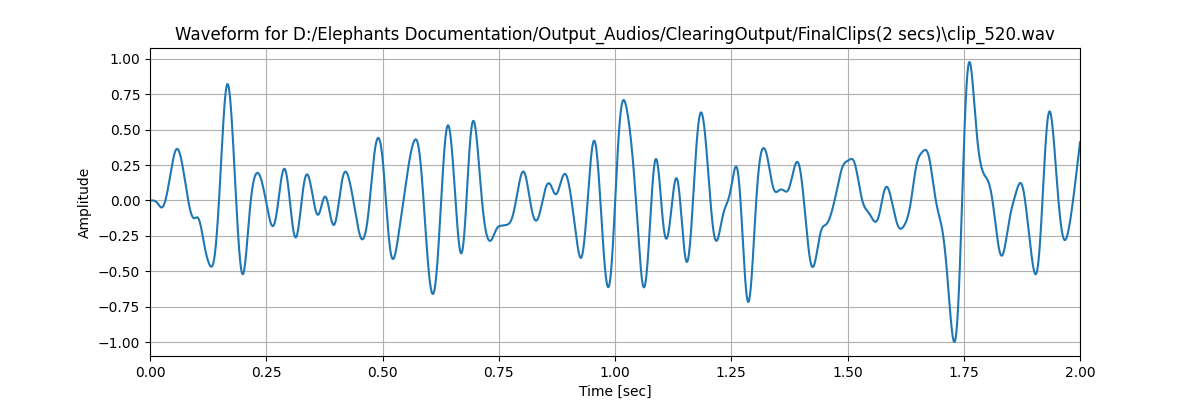 Waveform for D:/Elephants Documentation/Output_Audios/ClearingOutput/FinalClips(2 secs)\clip_520.wav
1.00
0.75
0.50
0.25
0.00
−0.25
−0.50
−0.75
−1.00
Amplitude
0.00 0.25 0.50 0.75 1.00 1.25 1.50 1.75 2.00
Time [sec]